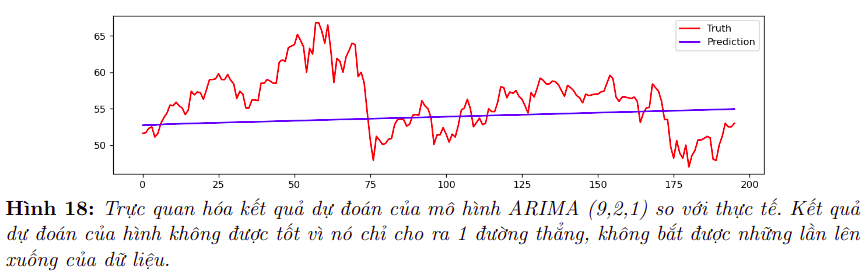 Truth
Prediction
65
60
55
50
0 25 50 75 100 125 150 175 200
Hình 18: Trực quan hóa kết quả dự đoán của mô hình ARIMA (9,2,1) so với thực tế. Kết quả
dự đoán của hình không được tốt vì nó chỉ cho ra 1 đường thẳng, không bắt được những lần lên
xuống của dữ liệu.